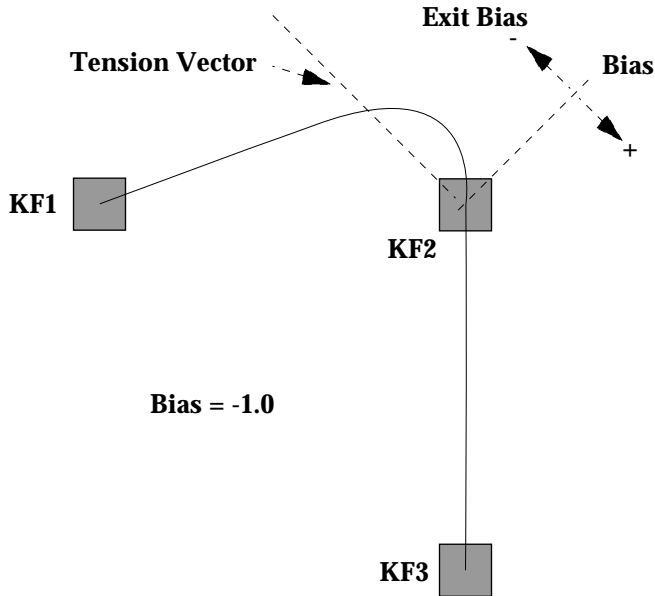 Exit Bias
-
Tension Vector
Bias
+
KF1
KF2
Bias = -1.0
KF3